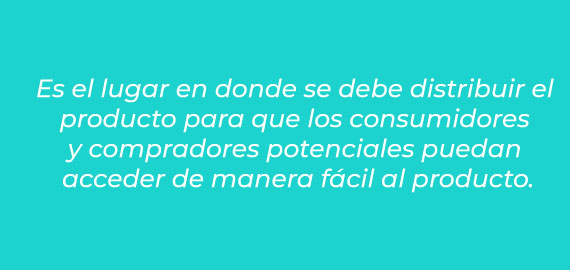 Es el lugar en donde se debe distribuir el
producto para que los consumidores
y compradores potenciales puedan
acceder de manera fácil al producto.